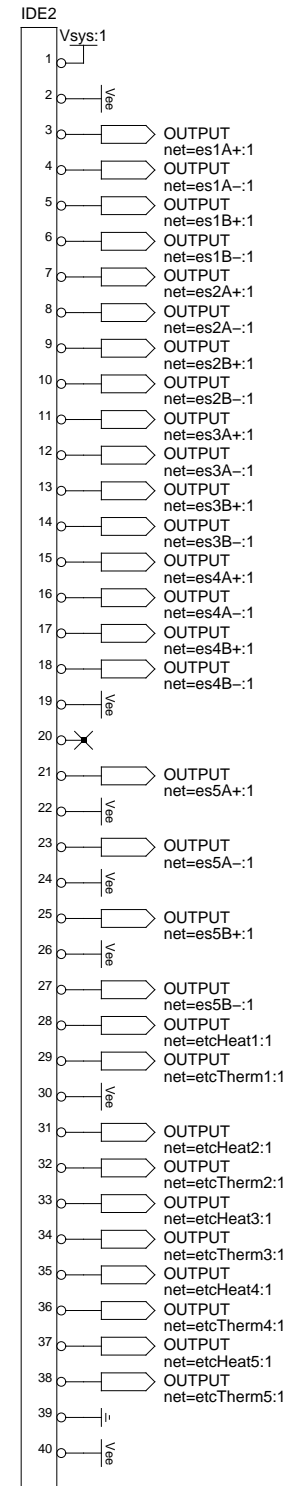 IDE2
Vsys:1
1
2
Vee
3
OUTPUT
net=es1A+:1
4
OUTPUT
net=es1A−:1
5
OUTPUT
net=es1B+:1
6
OUTPUT
net=es1B−:1
7
OUTPUT
net=es2A+:1
8
OUTPUT
net=es2A−:1
9
OUTPUT
net=es2B+:1
10
OUTPUT
net=es2B−:1
11
OUTPUT
net=es3A+:1
12
OUTPUT
net=es3A−:1
13
OUTPUT
net=es3B+:1
14
OUTPUT
net=es3B−:1
15
OUTPUT
net=es4A+:1
16
OUTPUT
net=es4A−:1
17
OUTPUT
net=es4B+:1
18
OUTPUT
net=es4B−:1
19
Vee
20
21
OUTPUT
net=es5A+:1
22
Vee
23
OUTPUT
net=es5A−:1
24
Vee
25
OUTPUT
net=es5B+:1
26
Vee
27
OUTPUT
net=es5B−:1
28
OUTPUT
net=etcHeat1:1
29
OUTPUT
net=etcTherm1:1
30
Vee
31
OUTPUT
net=etcHeat2:1
32
OUTPUT
net=etcTherm2:1
33
OUTPUT
net=etcHeat3:1
34
OUTPUT
net=etcTherm3:1
35
OUTPUT
net=etcHeat4:1
36
OUTPUT
net=etcTherm4:1
37
OUTPUT
net=etcHeat5:1
38
OUTPUT
net=etcTherm5:1
39
40
Vee